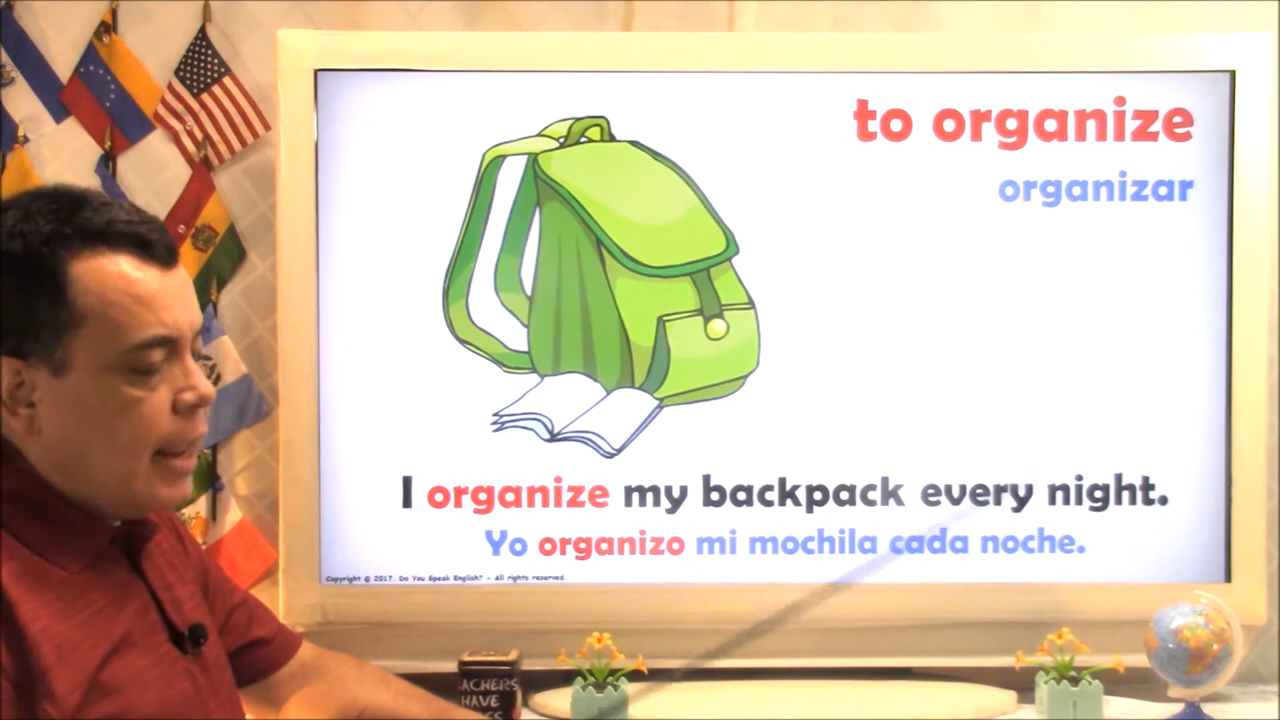 to organize
organizar
I organize my backpack every night.
Yo organizo mi mochila cada noche.
Copyright © 2017. Do You Speak English? - All rights reserved
HAVE